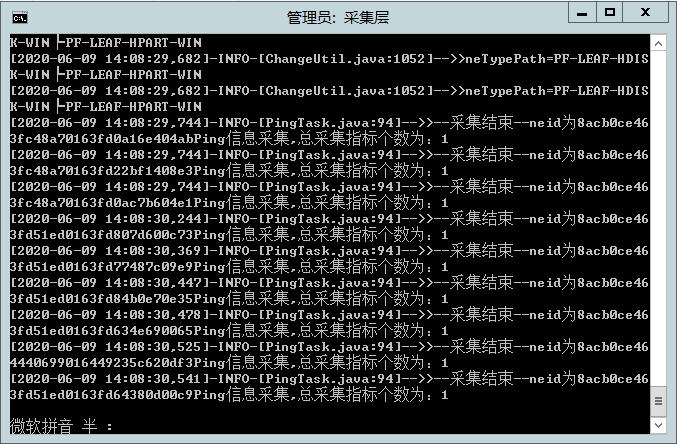 管理员: 采集层
K-WIN├PF-LEAF-HPART-WIN
[2020-06-09 14:08:29,682]-INFO-[ChangeUtil.java:1052]-->>neTypePath=PF-LEAF-HDIS
K-WIN├PF-LEAF-HPART-WIN
[2020-06-09 14:08:29,682]-INFO-[ChangeUtil.java:1052]-->>neTypePath=PF-LEAF-HDIS
K-WIN├PF-LEAF-HPART-WIN
[2020-06-09 14:08:29,744]-INFO-[PingTask.java:94]-->>--采集结束--neid为8acb0ce46
3fc48a70163fd0a16e404abPing信息采集,总采集指标个数为：1
[2020-06-09 14:08:29,744]-INFO-[PingTask.java:94]-->>--采集结束--neid为8acb0ce46
3fc48a70163fd22bf1408e3Ping信息采集,总采集指标个数为：1
[2020-06-09 14:08:29,744]-INFO-[PingTask.java:94]-->>--采集结束--neid为8acb0ce46
3fc48a70163fd0ac7b604e1Ping信息采集,总采集指标个数为：1
[2020-06-09 14:08:30,244]-INFO-[PingTask.java:94]-->>--采集结束--neid为8acb0ce46
3fd51ed0163fd807d600c73Ping信息采集,总采集指标个数为：1
[2020-06-09 14:08:30,369]-INFO-[PingTask.java:94]-->>--采集结束--neid为8acb0ce46
3fd51ed0163fd77487c09e9Ping信息采集,总采集指标个数为：1
[2020-06-09 14:08:30,447]-INFO-[PingTask.java:94]-->>--采集结束--neid为8acb0ce46
3fd51ed0163fd84b0e70e35Ping信息采集,总采集指标个数为：1
[2020-06-09 14:08:30,478]-INFO-[PingTask.java:94]-->>--采集结束--neid为8acb0ce46
3fd51ed0163fd634e690065Ping信息采集,总采集指标个数为：1
[2020-06-09 14:08:30,525]-INFO-[PingTask.java:94]-->>--采集结束--neid为8acb0ce46
4440699016449235c620df3Ping信息采集,总采集指标个数为：1
[2020-06-09 14:08:30,541]-INFO-[PingTask.java:94]-->>--采集结束--neid为8acb0ce46
3fd51ed0163fd64380d00c9Ping信息采集,总采集指标个数为：1
微软拼音 半 :